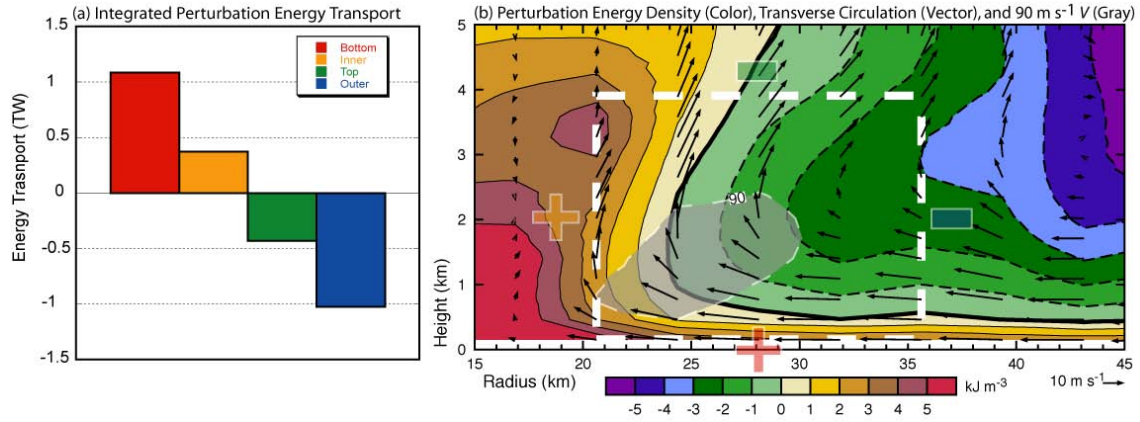 (a) Integrated Perturbation Energy Transport
(b) Perturbation Energy Density (Color), Transverse Circulation (Vector), and 90 m s⁻¹ V (Gray)
1.5
1
0.5
0
-0.5
-1
-1.5
Energy Trasnport (TW)
Bottom
Inner
Top
Outer
5
4
3
2
1
0
Height (km)
90
15
20
25
30
35
40
45
Radius (km)
kJ m⁻³
-5 -4 -3 -2 -1 0 1 2 3 4 5
10 m s⁻¹